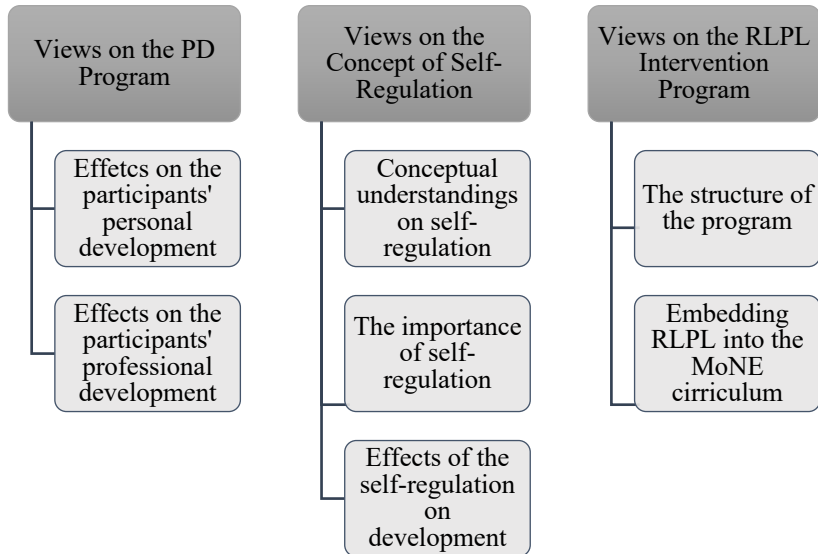 Views on the PD
Program
Effetcs on the
participants'
personal
development
Effects on the
participants'
professional
development
Views on the
Concept of Self-
Regulation
Conceptual
understandings
on self-
regulation
The importance
of self-
regulation
Effects of the
self-regulation
on
development
Views on the RLPL
Intervention
Program
The structure of
the program
Embedding
RLPL into the
MoNE
cirriculum